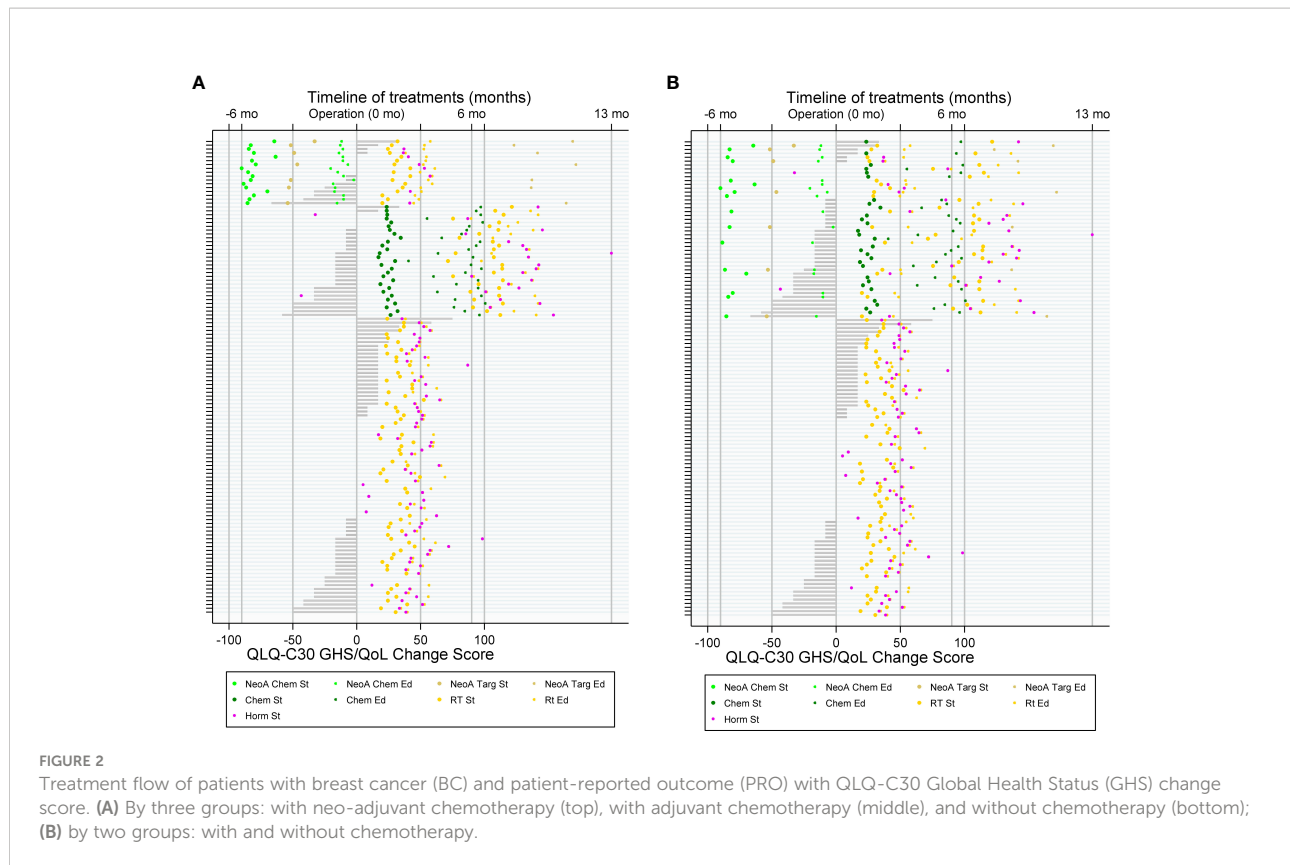 A
Timeline of treatments (months)
-6 mo Operation (0 mo) 6 mo 13 mo
-100 -50 0 50 100
QLQ-C30 GHS/QoL Change Score
NeoA Chem St NeoA Chem Ed NeoA Targ St NeoA Targ Ed
Chem St Chem Ed RT St Rt Ed
Horm St
B
Timeline of treatments (months)
-6 mo Operation (0 mo) 6 mo 13 mo
-100 -50 0 50 100
QLQ-C30 GHS/QoL Change Score
NeoA Chem St NeoA Chem Ed NeoA Targ St NeoA Targ Ed
Chem St Chem Ed RT St Rt Ed
Horm St
FIGURE 2
Treatment flow of patients with breast cancer (BC) and patient-reported outcome (PRO) with QLQ-C30 Global Health Status (GHS) change
score. (A) By three groups: with neo-adjuvant chemotherapy (top), with adjuvant chemotherapy (middle), and without chemotherapy (bottom);
(B) by two groups: with and without chemotherapy.